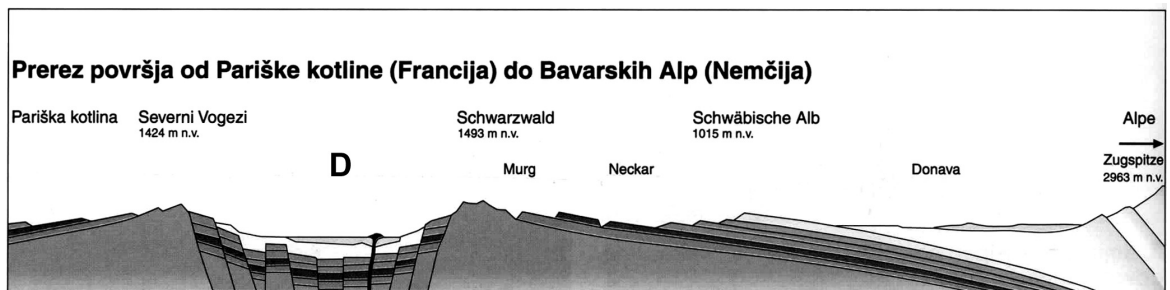 Prerez površja od Pariške kotline (Francija) do Bavarskih Alp (Nemčija)
Pariška kotlina
Severni Vogezi
1424 m n.v.
D
Schwarzwald
1493 m n.v.
Murg
Neckar
Schwäbische Alb
1015 m n.v.
Donava
Alpe
Zugspitze
2963 m n.v.